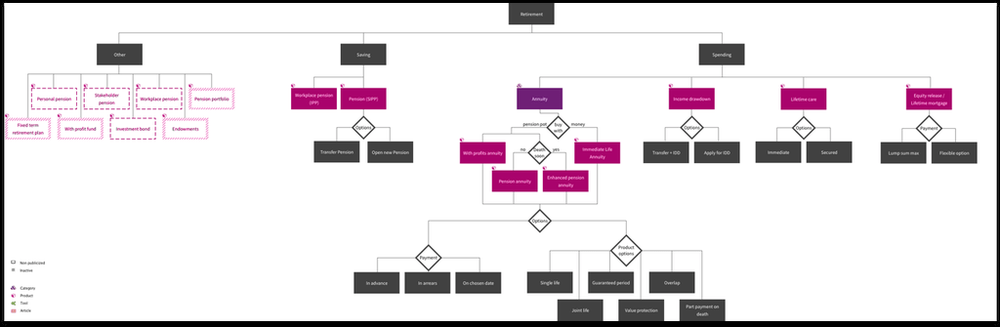 Retirement
Other
Saving
Spending
Personal pension
Stakeholder
pension
Workplace pension
Pension portfolio
Fixed term
retirement plan
With profit fund
Investment bond
Endowments
Workplace pension
(IPP)
Pension (SIPP)
Annuity
Income drawdown
Lifetime care
Equity release /
Lifetime mortgage
Options
Transfer Pension
Open new Pension
pension pot
buy
with
money
With profits annuity
no
Death
soon
yes
Immediate Life
Annuity
Pension annuity
Enhanced pension
annuity
Options
Transfer + IDD
Apply for IDD
Options
Immediate
Secured
Payment
Lump sum max
Flexible option
Options
Payment
In advance
In arrears
On chosen date
Product
options
Single life
Guaranteed period
Overlap
Joint life
Value protection
Part payment on
death
Non publicized
Inactive
Category
Product
Tool
Article